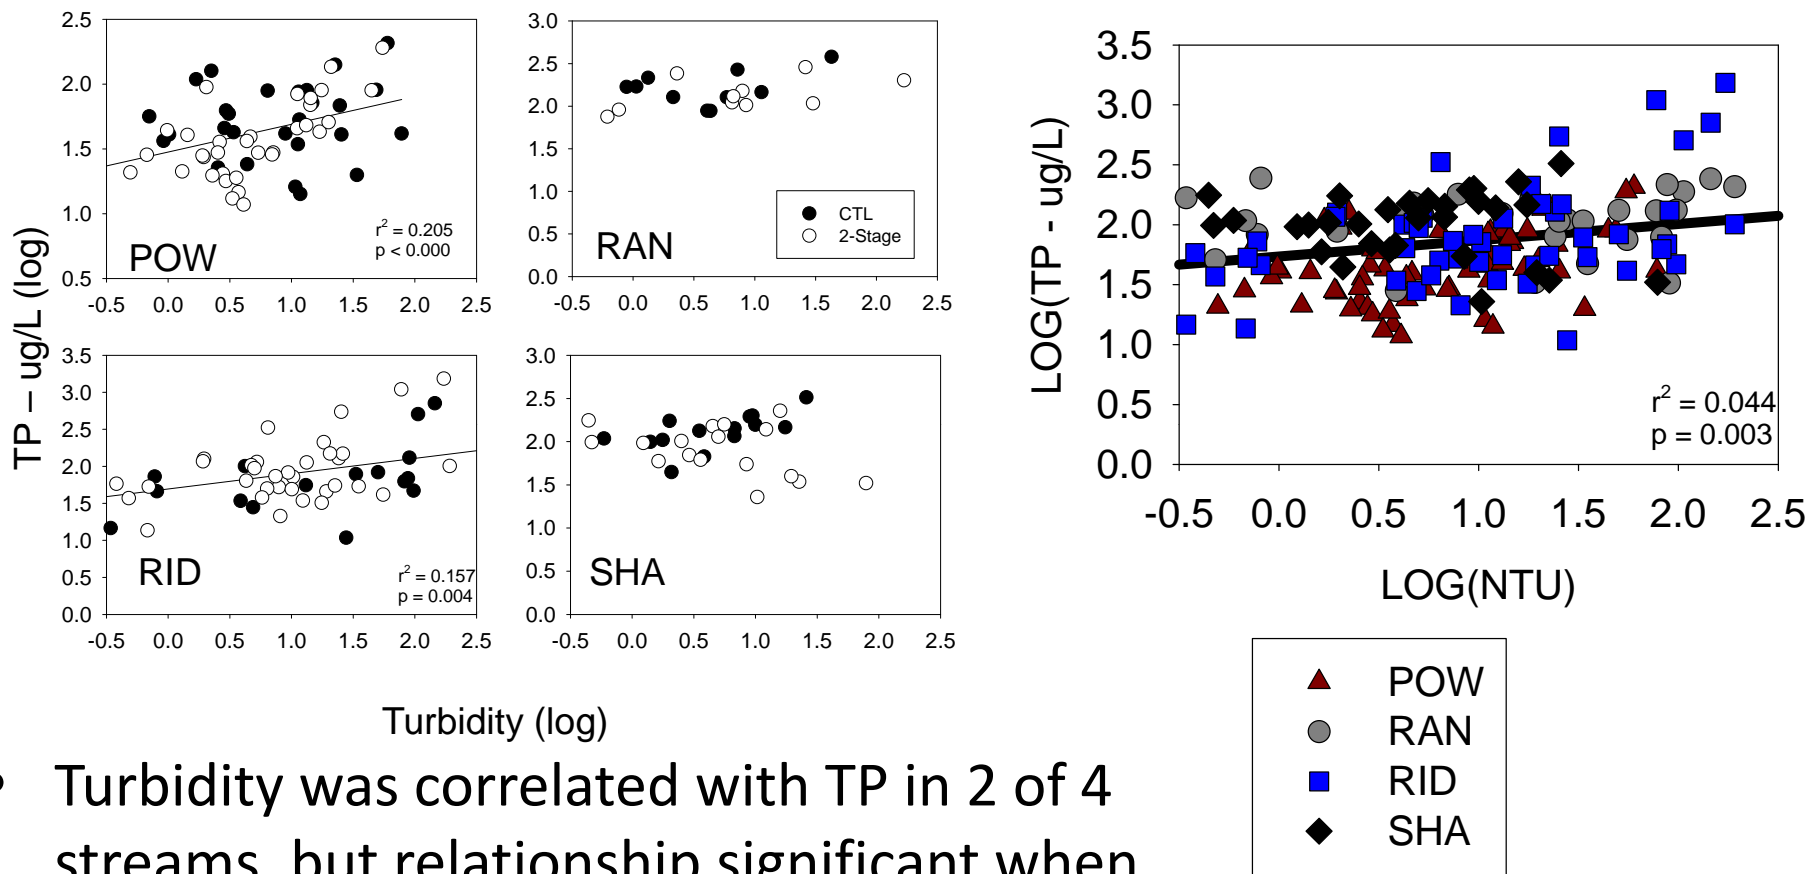 2.5
2.0
1.5
1.0
0.5
-0.5 0.0 0.5 1.0 1.5 2.0 2.5
r² = 0.205
p < 0.000
POW
3.0
2.5
2.0
1.5
1.0
0.5
0.0
-0.5 0.0 0.5 1.0 1.5 2.0 2.5
CTL
2-Stage
RAN
TP – ug/L (log)
3.5
3.0
2.5
2.0
1.5
1.0
0.5
0.0
-0.5 0.0 0.5 1.0 1.5 2.0 2.5
RID
r² = 0.157
p = 0.004
3.0
2.5
2.0
1.5
1.0
0.5
0.0
-0.5 0.0 0.5 1.0 1.5 2.0 2.5
SHA
Turbidity (log)
LOG(TP - ug/L)
3.5
3.0
2.5
2.0
1.5
1.0
0.5
0.0
-0.5 0.0 0.5 1.0 1.5 2.0 2.5
r² = 0.044
p = 0.003
LOG(NTU)
POW
RAN
RID
SHA
• Turbidity was correlated with TP in 2 of 4
streams, but relationship significant when